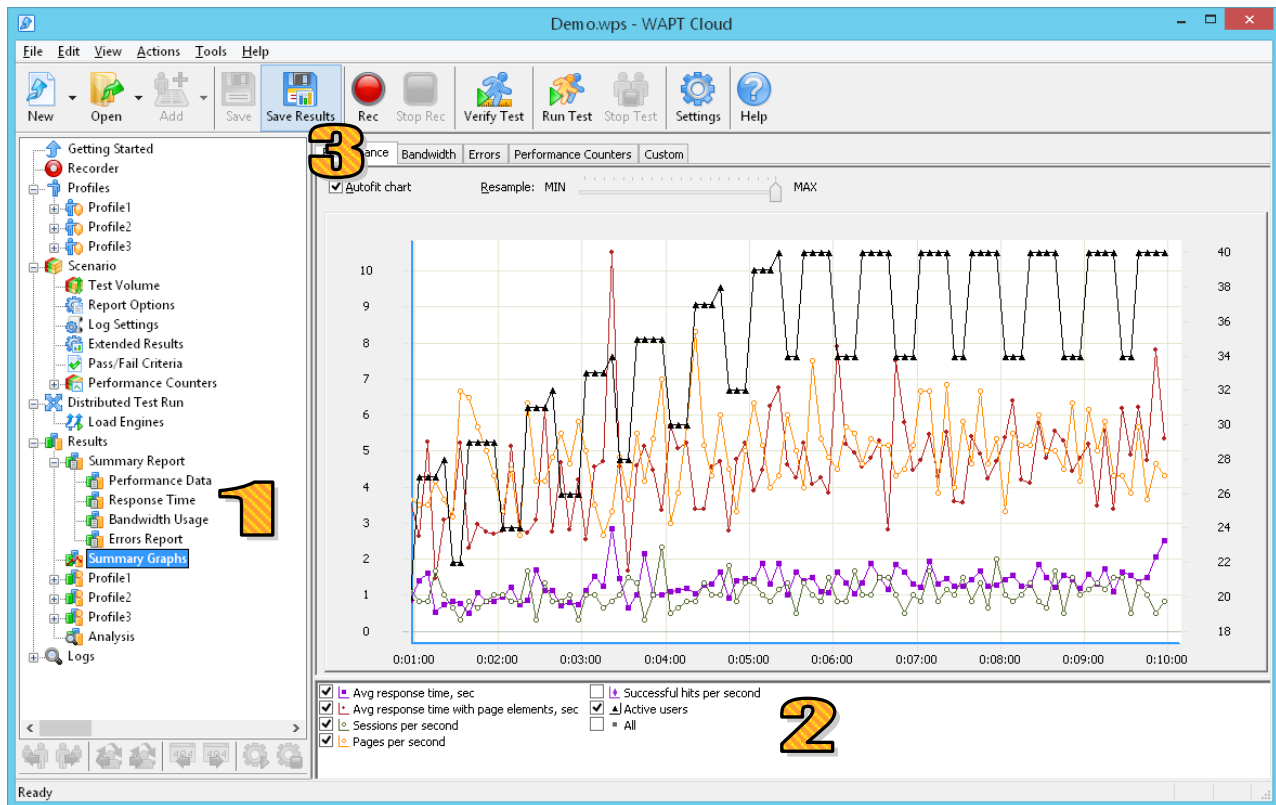 Demo.wps - WAPT Cloud
File Edit View Actions Tools Help
New Open Add Save Save Results Rec Stop Rec Verify Test Run Test Stop Test Settings Help
Getting Started
Recorder
Profiles
Profile1
Profile2
Profile3
Scenario
Test Volume
Report Options
Log Settings
Extended Results
Pass/Fail Criteria
Performance Counters
Distributed Test Run
Load Engines
Results
Summary Report
Performance Data
Response Time
Bandwidth Usage
Errors Report
Summary Graphs
Profile1
Profile2
Profile3
Analysis
Logs
1
3
Bandwidth Errors Performance Counters Custom
Autofit chart Resample: MIN MAX
10 40
9 38
8 36
7 34
6 32
5 30
4 28
3 26
2 24
1 22
0 20
18
0:01:00 0:02:00 0:03:00 0:04:00 0:05:00 0:06:00 0:07:00 0:08:00 0:09:00 0:10:00
Avg response time, sec Successful hits per second
Avg response time with page elements, sec Active users
Sessions per second All
Pages per second
2
404 404
Ready